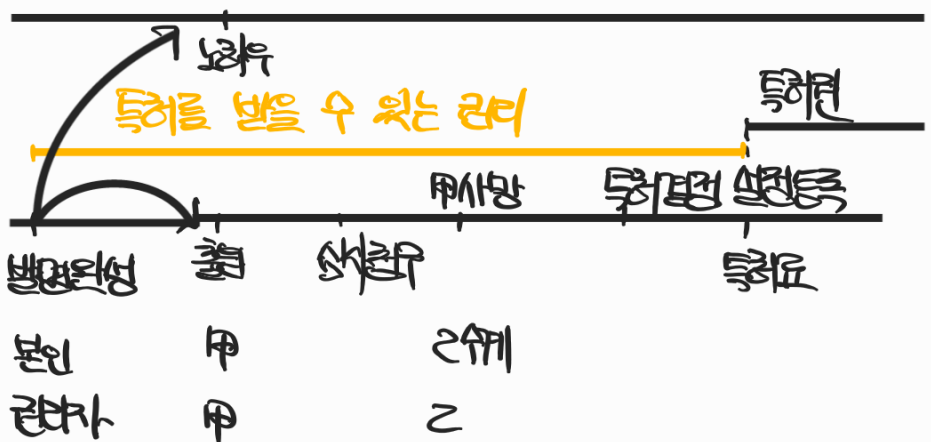 노하우
특허를 받을 수 있는 권리
특허권
甲사망
특허결정 설정등록
발명완성
출원
심사청구
특허료
본인 甲 乙수계
권리자 甲 乙